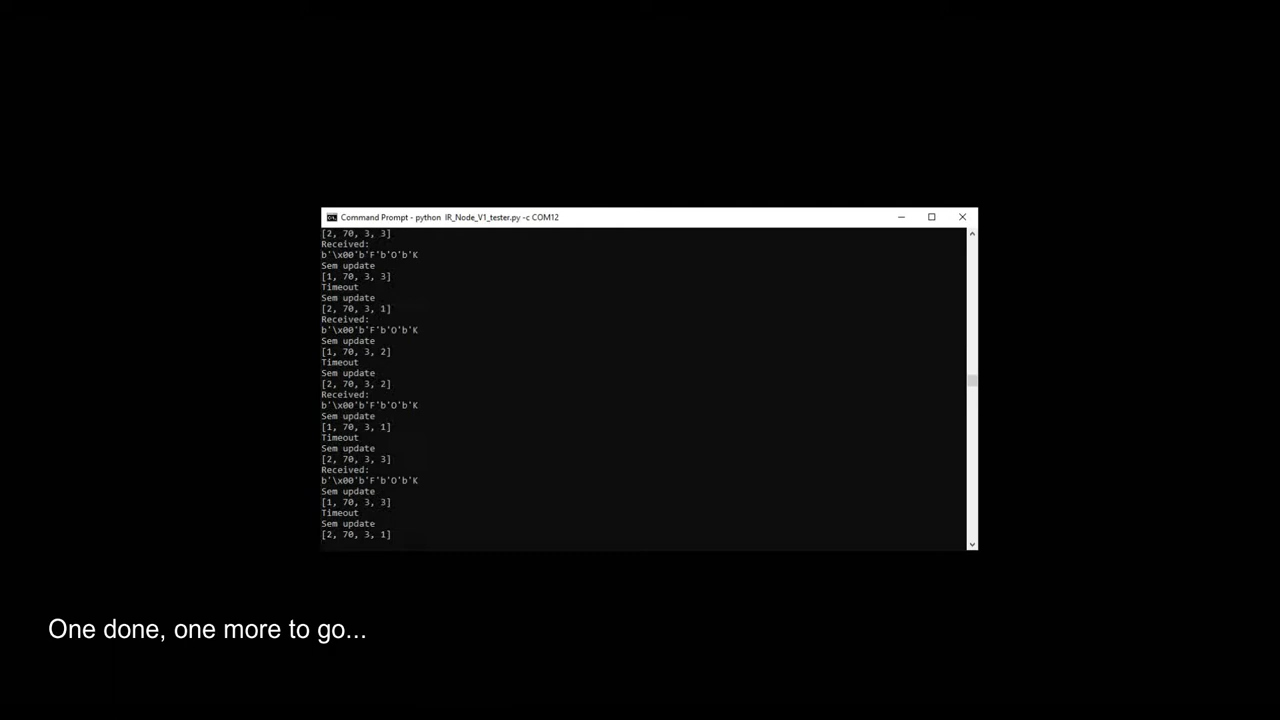 Command Prompt - python  IR_Node_V1_tester.py -c COM12
[2, 70, 3, 3]
Received:
b'\x00'b'F'b'O'b'K
Sem update
[1, 70, 3, 3]
Timeout
Sem update
[2, 70, 3, 1]
Received:
b'\x00'b'F'b'O'b'K
Sem update
[1, 70, 3, 2]
Timeout
Sem update
[2, 70, 3, 2]
Received:
b'\x00'b'F'b'O'b'K
Sem update
[1, 70, 3, 1]
Timeout
Sem update
[2, 70, 3, 3]
Received:
b'\x00'b'F'b'O'b'K
Sem update
[1, 70, 3, 3]
Timeout
Sem update
[2, 70, 3, 1]
One done, one more to go...